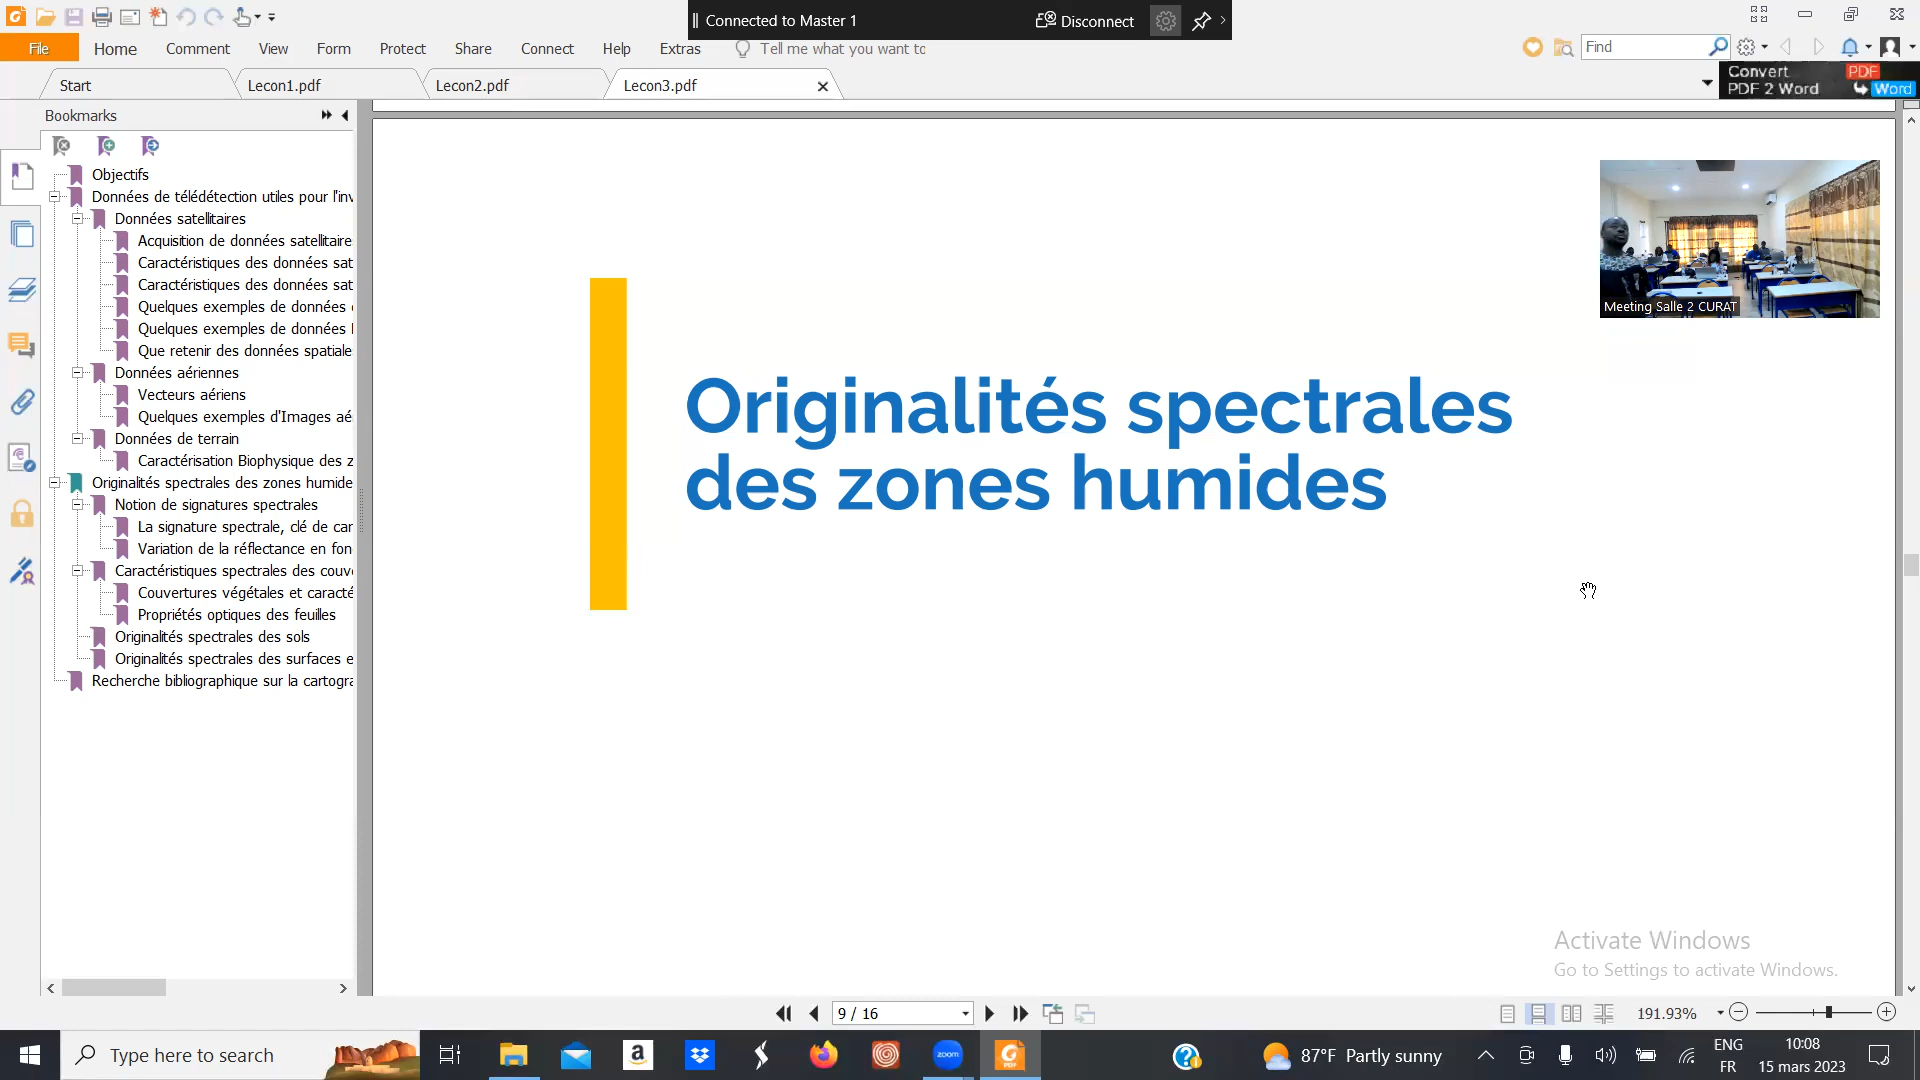 Connected to Master 1
Disconnect
File
Home
Comment
View
Form
Protect
Share
Connect
Help
Extras
Tell me what you want to
Find
Start
Lecon1.pdf
Lecon2.pdf
Lecon3.pdf
Convert
PDF 2 Word
PDF
Word
Bookmarks
Objectifs
Données de télédétection utiles pour l'inv
Données satellitaires
Acquisition de données satellitaire
Caractéristiques des données sat
Caractéristiques des données sat
Quelques exemples de données
Quelques exemples de données
Que retenir des données spatiale
Données aériennes
Vecteurs aériens
Quelques exemples d'Images aé
Données de terrain
Caractérisation Biophysique des z
Originalités spectrales des zones humide
Notion de signatures spectrales
La signature spectrale, clé de car
Variation de la réflectance en fon
Caractéristiques spectrales des couv
Couvertures végétales et caracté
Propriétés optiques des feuilles
Originalités spectrales des sols
Originalités spectrales des surfaces e
Recherche bibliographique sur la cartogra
Meeting Salle 2 CURAT
Originalités spectrales
des zones humides
Activate Windows
Go to Settings to activate Windows.
9 / 16
191.93%
Type here to search
zoom
PDF
87°F Partly sunny
ENG
FR
10:08
15 mars 2023